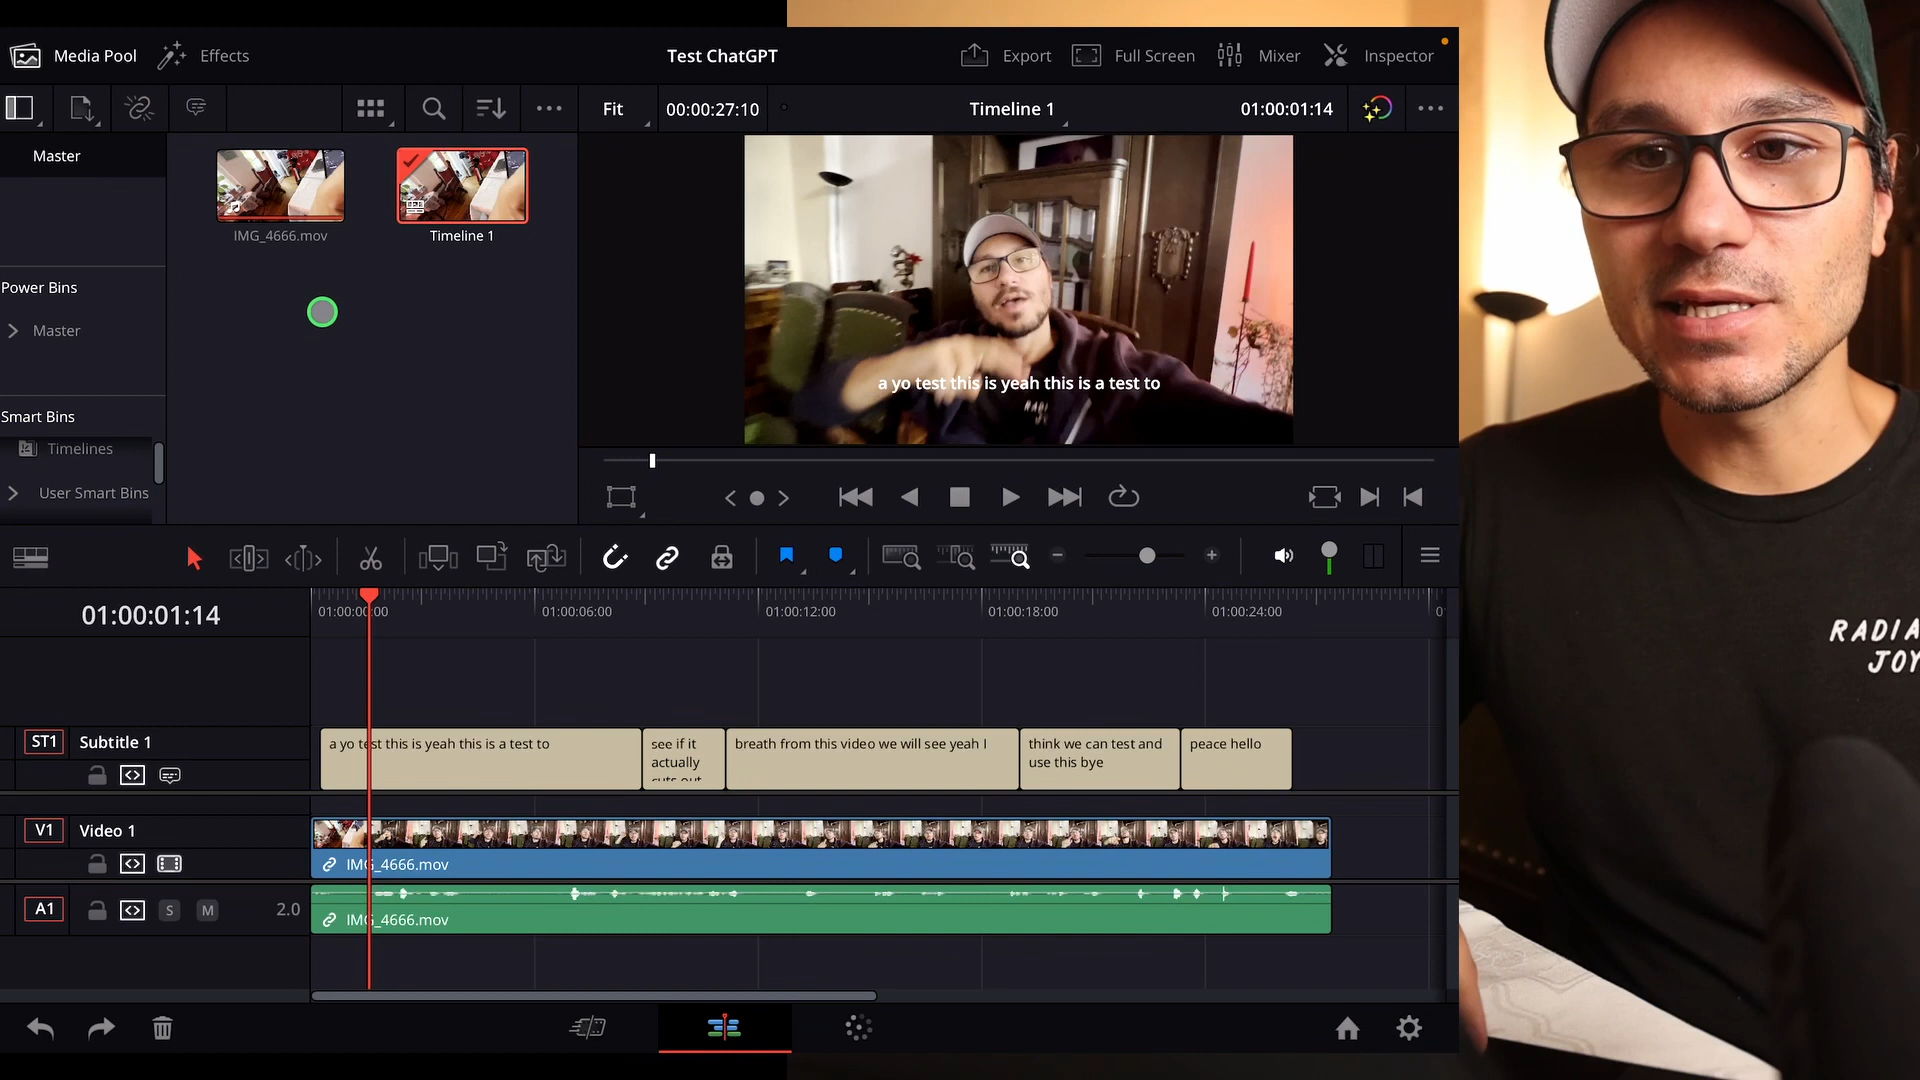 Media Pool
Effects
Test ChatGPT
Export
Full Screen
Mixer
Inspector
Fit
00:00:27:10
Timeline 1
01:00:01:14
Master
IMG_4666.mov
Timeline 1
Power Bins
Master
Smart Bins
Timelines
User Smart Bins
a yo test this is yeah this is a test to
01:00:01:14
01:00:00:00
01:00:06:00
01:00:12:00
01:00:18:00
01:00:24:00
ST1
Subtitle 1
a yo test this is yeah this is a test to
see if it
actually
cuts out
breath from this video we will see yeah I
think we can test and
use this bye
peace hello
V1
Video 1
IMG_4666.mov
A1
S
M
2.0
IMG_4666.mov
RADIA
JOY